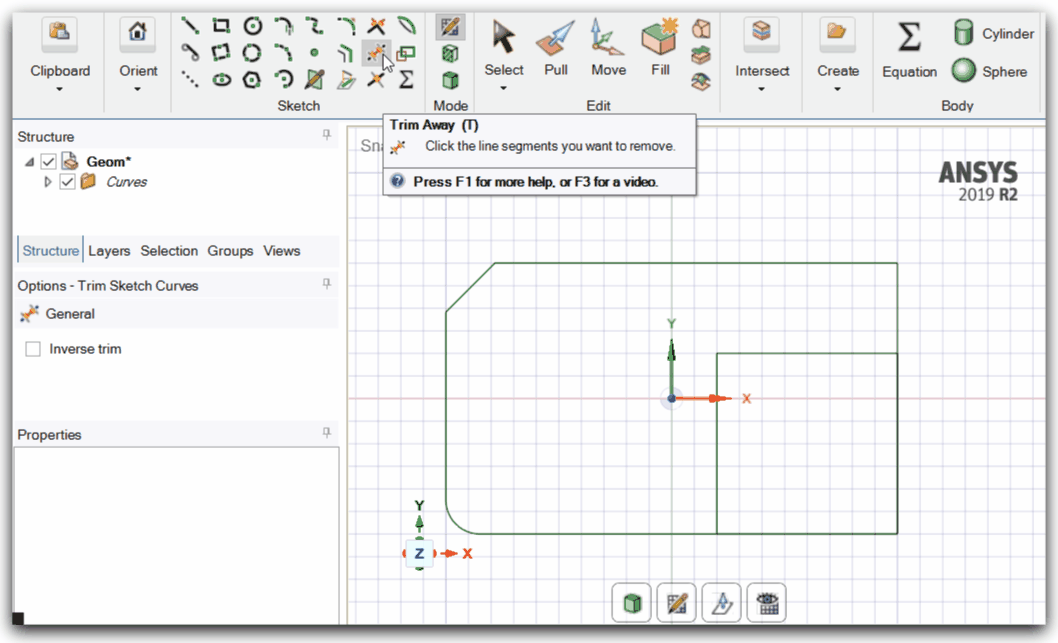 Clipboard
Orient
Sketch
Mode
Select
Pull
Move
Fill
Edit
Intersect
Create
Equation
Cylinder
Sphere
Body
Trim Away (T)
Click the line segments you want to remove.
Press F1 for more help, or F3 for a video.
Structure
Geom*
Curves
Structure Layers Selection Groups Views
Options - Trim Sketch Curves
General
Inverse trim
Properties
ANSYS
2019 R2
Y
X
Y
Z
X